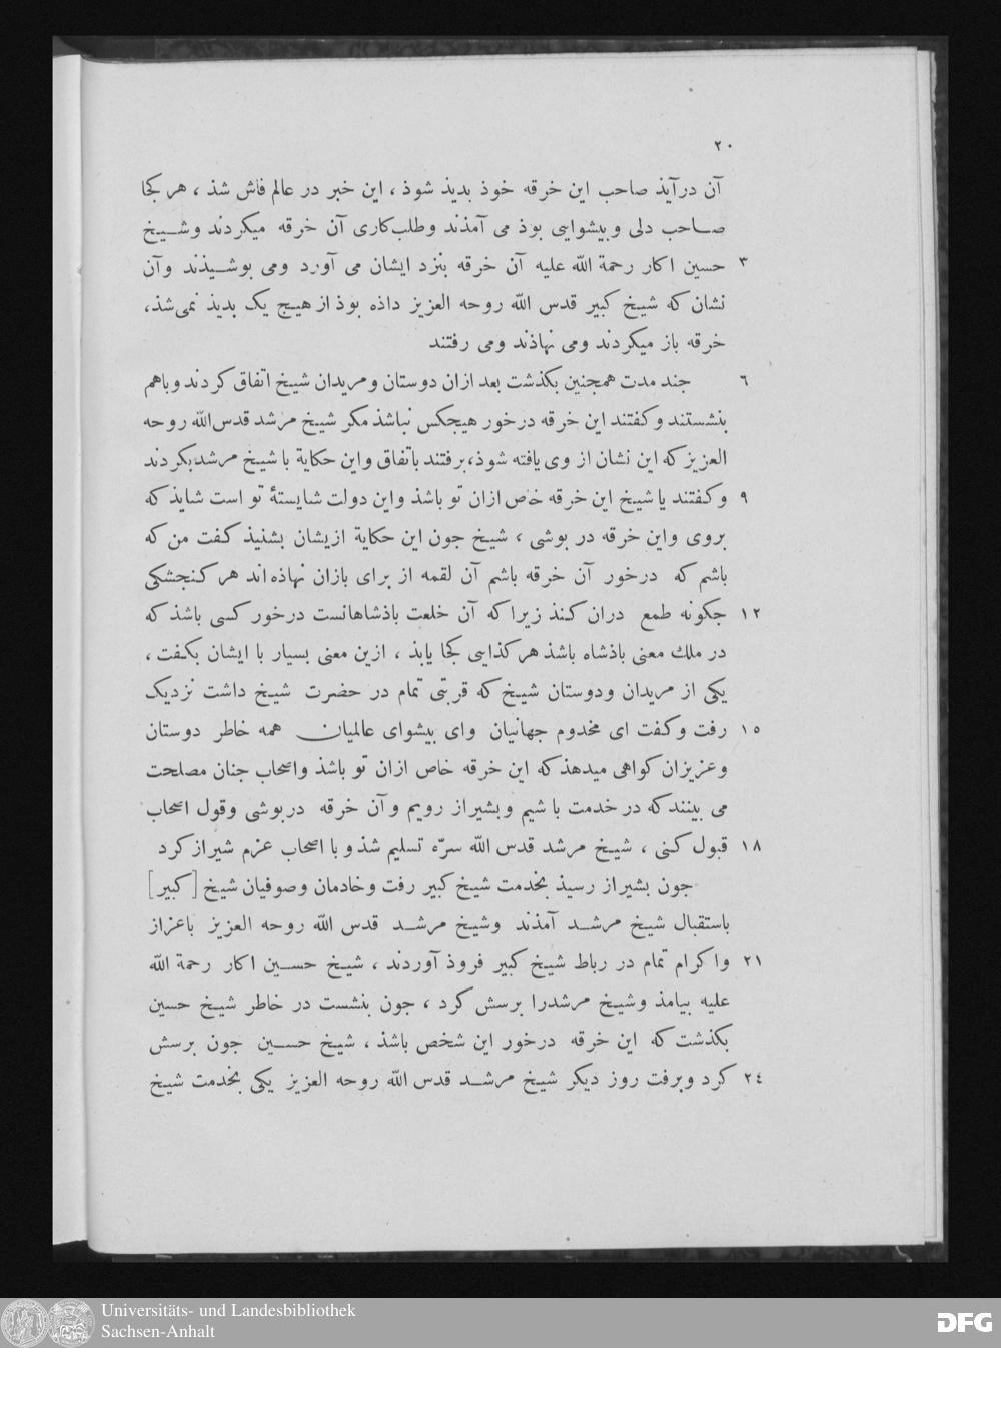 ٢٠
آن درآیذ صاحب این خرقه خوذ بدیذ شوذ ، این خبر در عالم فاش شذ ، هر کجا
صاحب دلی وبیشوایی بوذ می آمذند وطلب‌کاری آن خرقه میکردند وشیخ
٣ حسین اکار رحمة اللّه علیه آن خرقه بنزد ایشان می آورد ومی بوشیذند وآن
نشان که شیخ کبیر قدس اللّه روحه العزیز داذه بوذ از هیچ یک بدیذ نمی‌شذ،
خرقه باز میکردند ومی نهاذند ومی رفتند
٦ جند مدت همجنین بکذشت بعد ازان دوستان ومریدان شیخ اتفاق کردند وباهم
بنشستند وکفتند این خرقه درخور هیجکس نباشذ مکر شیخ مرشد قدس اللّه روحه
العزیز که این نشان از وی یافته شوذ، برفتند باتفاق واین حکایة با شیخ مرشد بکردند
٩ وکفتند یا شیخ این خرقه خاص ازان تو باشذ واین دولت شایستهٔ تو است شایذ که
بروی واین خرقه در بوشی ، شیخ جون این حکایة ازیشان بشنیذ کفت من که
باشم که درخور آن خرقه باشم آن لقمه از برای بازان نهاذه اند هر کنجشکی
١٢ جکونه طمع دران کنذ زیرا که آن خلعت باذشاهانست درخور کسی باشذ که
در ملك معنی باذشاه باشذ هر کذایی کجا یابذ ، ازین معنی بسیار با ایشان بکفت ،
یکی از مریدان ودوستان شیخ که قربتی تمام در حضرت شیخ داشت نزدیک
١٥ رفت وکفت ای مخدوم جهانیان وای بیشوای عالمیان همه خاطر دوستان
وعزیزان کواهی میدهذ که این خرقه خاص ازان تو باشذ واصحاب جنان مصلحت
می بینند که در خدمت باشیم وبشیراز رویم وآن خرقه دربوشی وقول اصحاب
١٨ قبول کنی ، شیخ مرشد قدس اللّه سرّه تسلیم شذ وبا اصحاب عزم شیراز کرد
جون بشیراز رسیذ بخدمت شیخ کبیر رفت وخادمان وصوفیان شیخ [کبیر]
باستقبال شیخ مرشد آمذند وشیخ مرشد قدس اللّه روحه العزیز باعزاز
٢١ واکرام تمام در رباط شیخ کبیر فروذ آوردند ، شیخ حسین اکار رحمة اللّه
علیه بیامذ وشیخ مرشدرا برسش کرد ، جون بنشست در خاطر شیخ حسین
بکذشت که این خرقه درخور این شخص باشذ ، شیخ حسین جون برسش
٢٤ کرد وبرفت روز دیکر شیخ مرشد قدس اللّه روحه العزیز یکی بخدمت شیخ
Universitäts- und Landesbibliothek
Sachsen-Anhalt
DFG